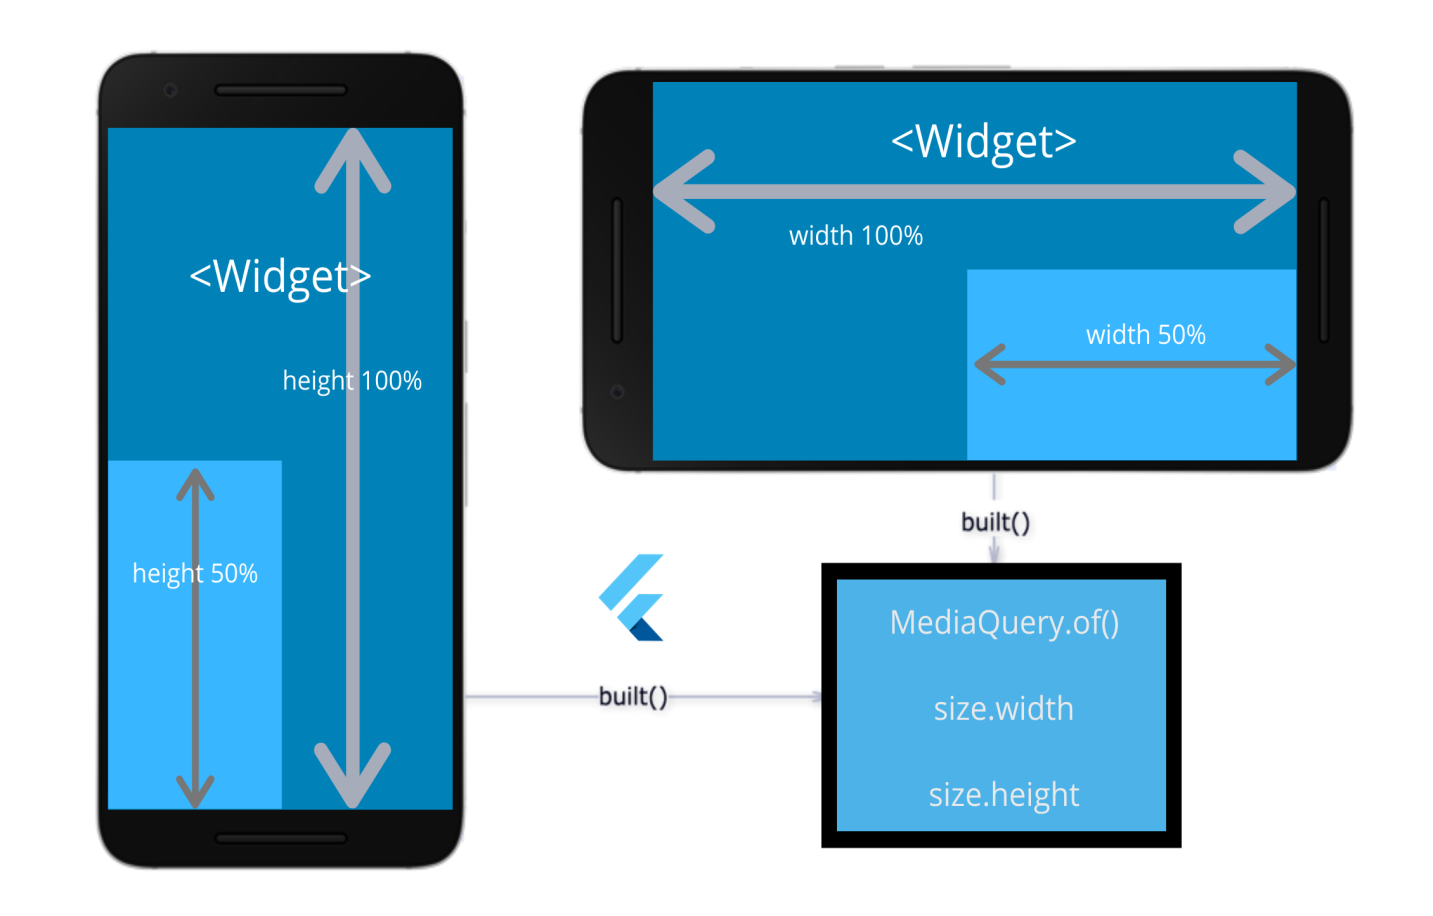 <Widget>
height 100%
height 50%
<Widget>
width 100%
width 50%
built()
built()
MediaQuery.of()
size.width
size.height